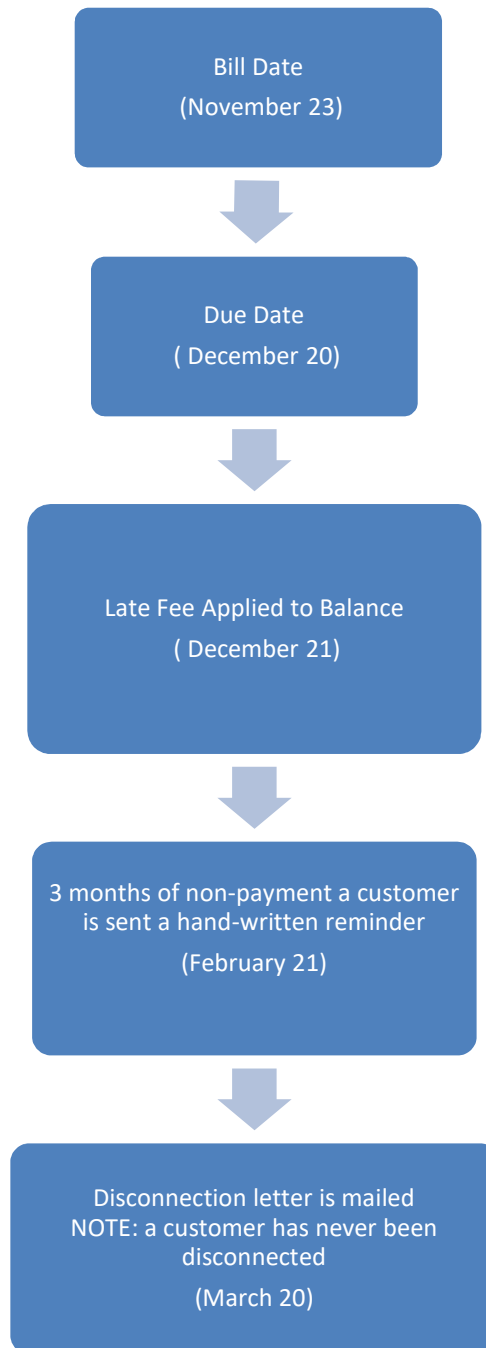 Bill Date
(November 23)
Due Date
( December 20)
Late Fee Applied to Balance
( December 21)
3 months of non-payment a customer
is sent a hand-written reminder
(February 21)
Disconnection letter is mailed
NOTE: a customer has never been
disconnected
(March 20)